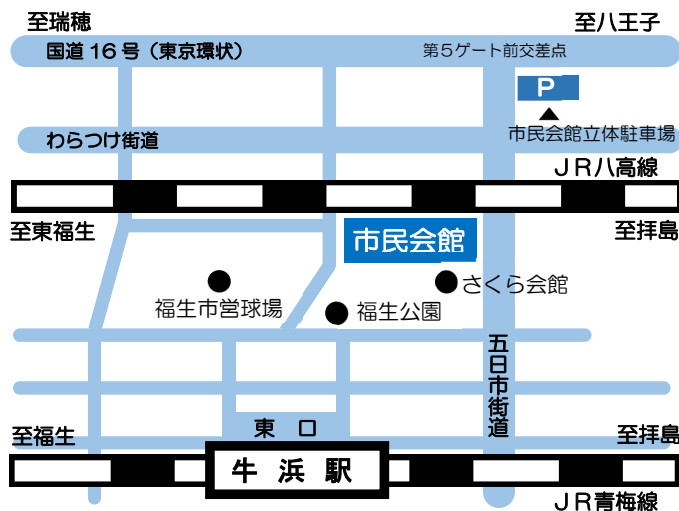 至瑞穂
至八王子
国道16号（東京環状）
第５ゲート前交差点
P
市民会館立体駐車場
わらつけ街道
ＪＲ八高線
至東福生
至拝島
市民会館
さくら会館
福生市営球場
福生公園
五日市街道
東 口
至福生
至拝島
牛 浜 駅
ＪＲ青梅線